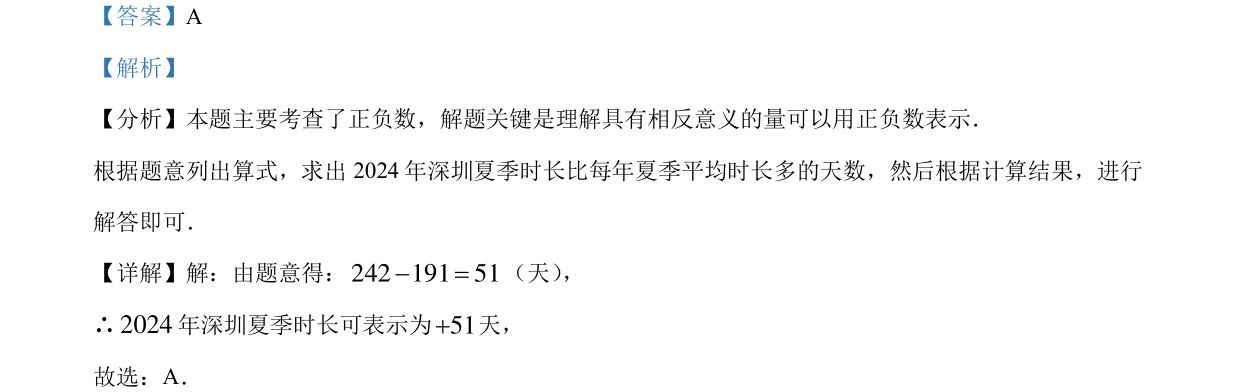 【答案】A
【解析】
【分析】本题主要考查了正负数，解题关键是理解具有相反意义的量可以用正负数表示．
根据题意列出算式，求出 2024 年深圳夏季时长比每年夏季平均时长多的天数，然后根据计算结果，进行
解答即可．
【详解】解：由题意得：242−191=51（天），
∴2024年深圳夏季时长可表示为+51天，
故选：A．